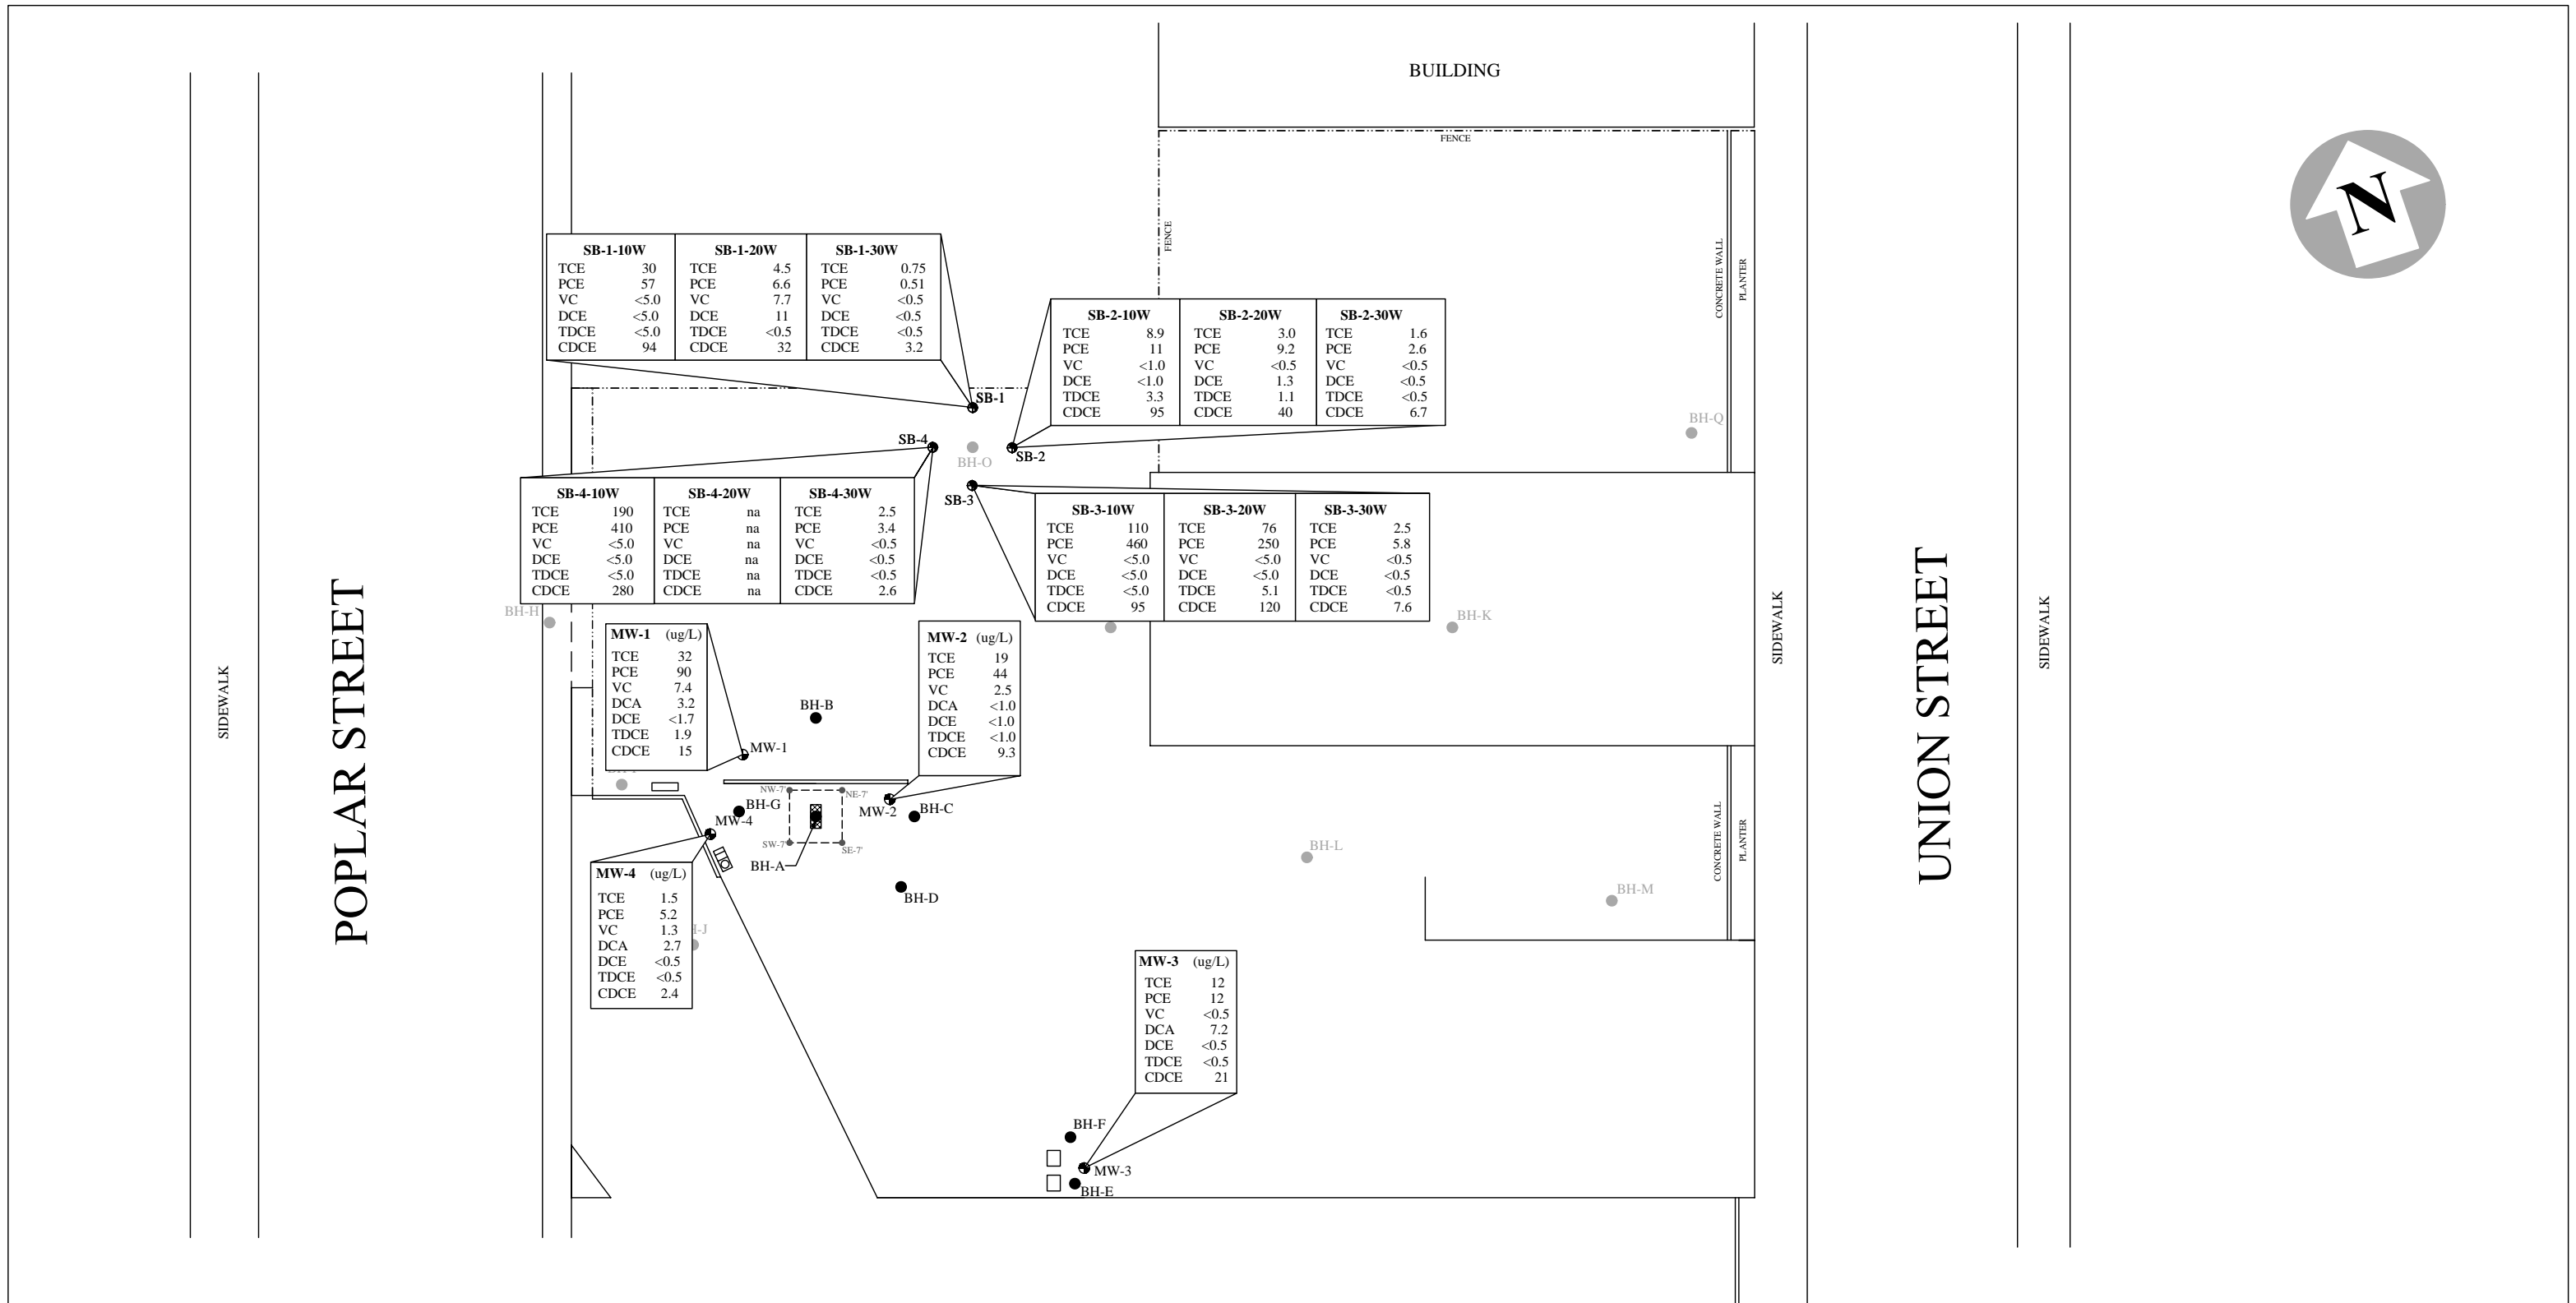 BUILDING
FENCE
FENCE
CONCRETE WALL
PLANTER
N
SB-1-10W
TCE 30
PCE 57
VC <5.0
DCE <5.0
TDCE <5.0
CDCE 94
SB-1-20W
TCE 4.5
PCE 6.6
VC 7.7
DCE 11
TDCE <0.5
CDCE 32
SB-1-30W
TCE 0.75
PCE 0.51
VC <0.5
DCE <0.5
TDCE <0.5
CDCE 3.2
SB-2-10W
TCE 8.9
PCE 11
VC <1.0
DCE <1.0
TDCE 3.3
CDCE 95
SB-2-20W
TCE 3.0
PCE 9.2
VC <0.5
DCE 1.3
TDCE 1.1
CDCE 40
SB-2-30W
TCE 1.6
PCE 2.6
VC <0.5
DCE <0.5
TDCE <0.5
CDCE 6.7
SB-1
SB-4
BH-O
SB-2
SB-3
BH-Q
SB-4-10W
TCE 190
PCE 410
VC <5.0
DCE <5.0
TDCE <5.0
CDCE 280
SB-4-20W
TCE na
PCE na
VC na
DCE na
TDCE na
CDCE na
SB-4-30W
TCE 2.5
PCE 3.4
VC <0.5
DCE <0.5
TDCE <0.5
CDCE 2.6
SB-3-10W
TCE 110
PCE 460
VC <5.0
DCE <5.0
TDCE <5.0
CDCE 95
SB-3-20W
TCE 76
PCE 250
VC <5.0
DCE <5.0
TDCE 5.1
CDCE 120
SB-3-30W
TCE 2.5
PCE 5.8
VC <0.5
DCE <0.5
TDCE <0.5
CDCE 7.6
BH-H
BH-K
SIDEWALK
POPLAR STREET
SIDEWALK
UNION STREET
SIDEWALK
MW-1 (ug/L)
TCE 32
PCE 90
VC 7.4
DCA 3.2
DCE <1.7
TDCE 1.9
CDCE 15
MW-2 (ug/L)
TCE 19
PCE 44
VC 2.5
DCA <1.0
DCE <1.0
TDCE <1.0
CDCE 9.3
BH-B
MW-1
NW-7'
NE-7'
BH-G
MW-2
BH-C
MW-4
SW-7'
SE-7'
BH-A
BH-D
BH-L
BH-M
CONCRETE WALL
PLANTER
MW-4 (ug/L)
TCE 1.5
PCE 5.2
VC 1.3
DCA 2.7
DCE <0.5
TDCE <0.5
CDCE 2.4
H-J
MW-3 (ug/L)
TCE 12
PCE 12
VC <0.5
DCA 7.2
DCE <0.5
TDCE <0.5
CDCE 21
BH-F
MW-3
BH-E